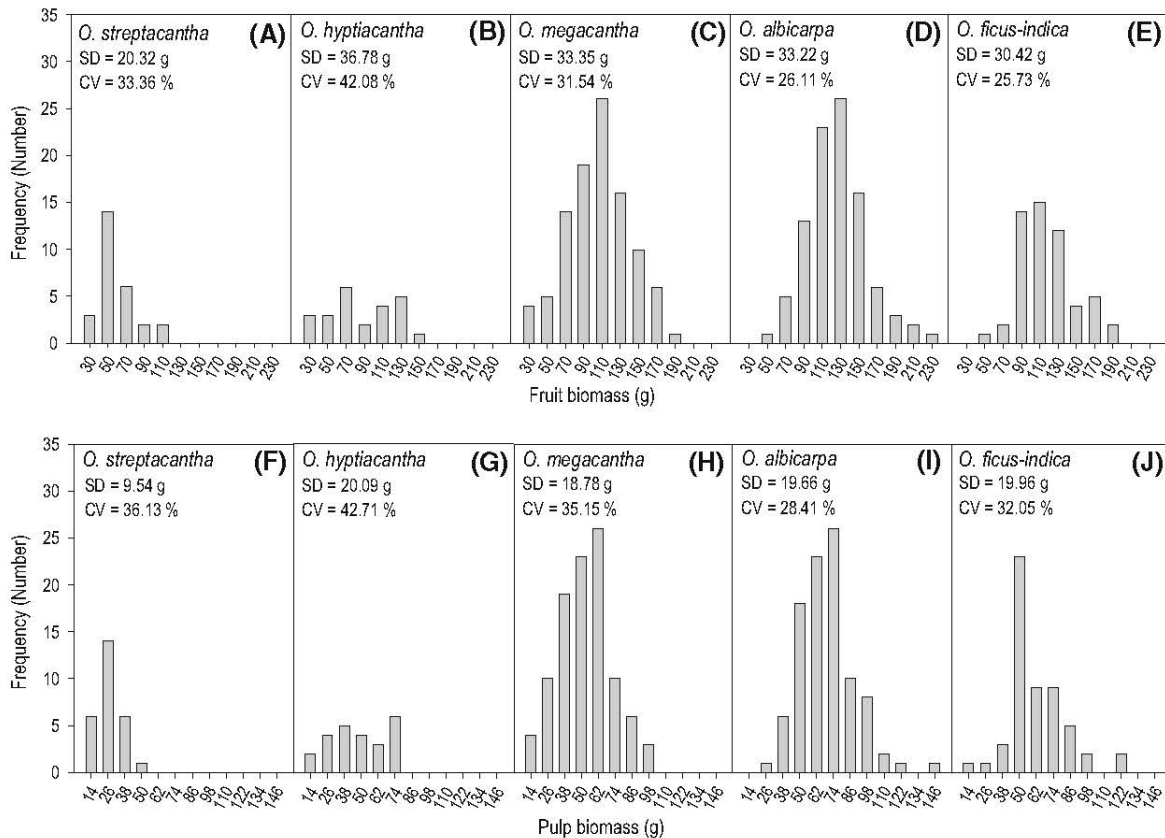 O. streptacantha (A)
SD = 20.32 g
CV = 33.36 %
O. hyptiacantha (B)
SD = 36.78 g
CV = 42.08 %
O. megacantha (C)
SD = 33.35 g
CV = 31.54 %
O. albicarpa (D)
SD = 33.22 g
CV = 26.11 %
O. ficus-indica (E)
SD = 30.42 g
CV = 25.73 %
Frequency (Number)
35
30
25
20
15
10
5
0
30 50 70 90 110 130 150 170 190 210 230
30 50 70 90 110 130 150 170 190 210 230
30 50 70 90 110 130 150 170 190 210 230
30 50 70 90 110 130 150 170 190 210 230
30 50 70 90 110 130 150 170 190 210 230
Fruit biomass (g)
O. streptacantha (F)
SD = 9.54 g
CV = 36.13 %
O. hyptiacantha (G)
SD = 20.09 g
CV = 42.71 %
O. megacantha (H)
SD = 18.78 g
CV = 35.15 %
O. albicarpa (I)
SD = 19.66 g
CV = 28.41 %
O. ficus-indica (J)
SD = 19.96 g
CV = 32.05 %
Frequency (Number)
35
30
25
20
15
10
5
0
14 26 38 50 62 74 86 98 110 122 134 146
14 26 38 50 62 74 86 98 110 122 134 146
14 26 38 50 62 74 86 98 110 122 134 146
14 26 38 50 62 74 86 98 110 122 134 146
14 26 38 50 62 74 86 98 110 122 134 146
Pulp biomass (g)